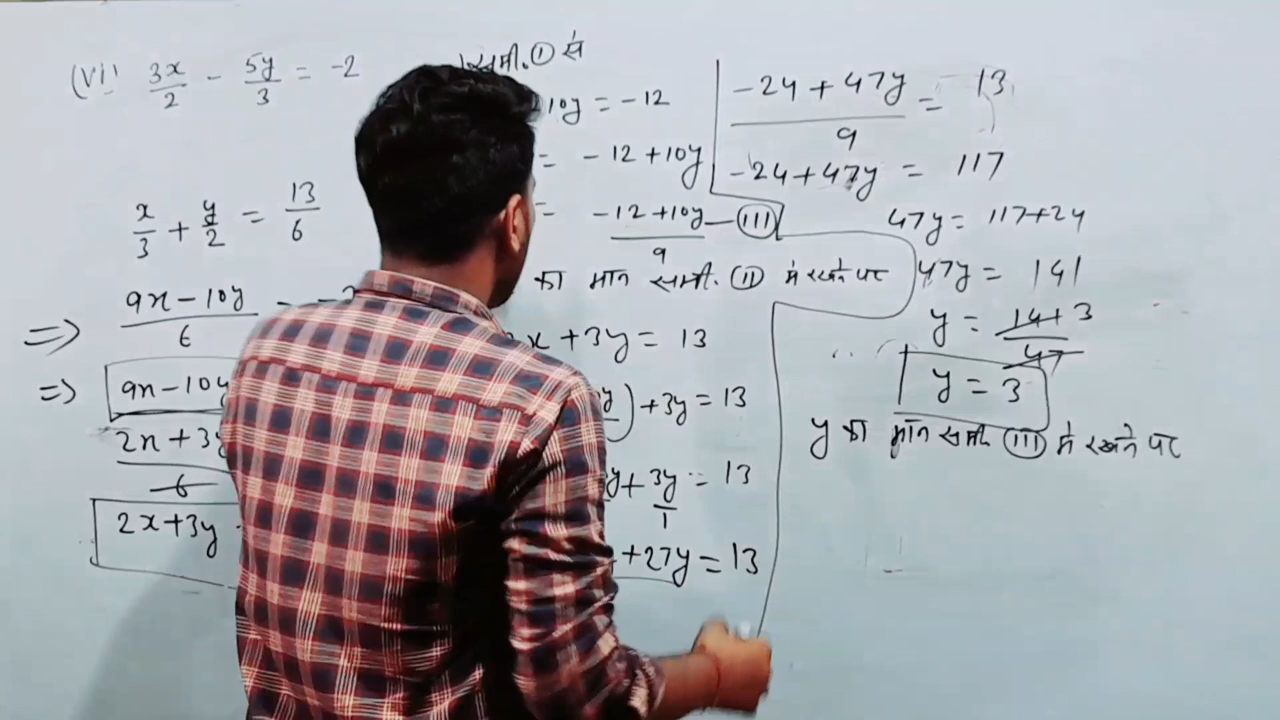 (vi) 3x/2 - 5y/3 = -2
x/3 + y/2 = 13/6
=> 9x-10y/6 =
=> 9x-10y
2x+3y/6
2x+3y
समी. ① से
10y = -12
= -12+10y
= -12+10y/9 — (III)
का मान समी. (II) में रखने पर
x + 3y = 13
) + 3y = 13
y + 3y/1 = 13
+27y = 13
-24+47y/9 = 13
-24+47y = 117
47y = 117+24
47y = 141
y = 141 3/47
y = 3
y का मान समी. (III) में रखने पर